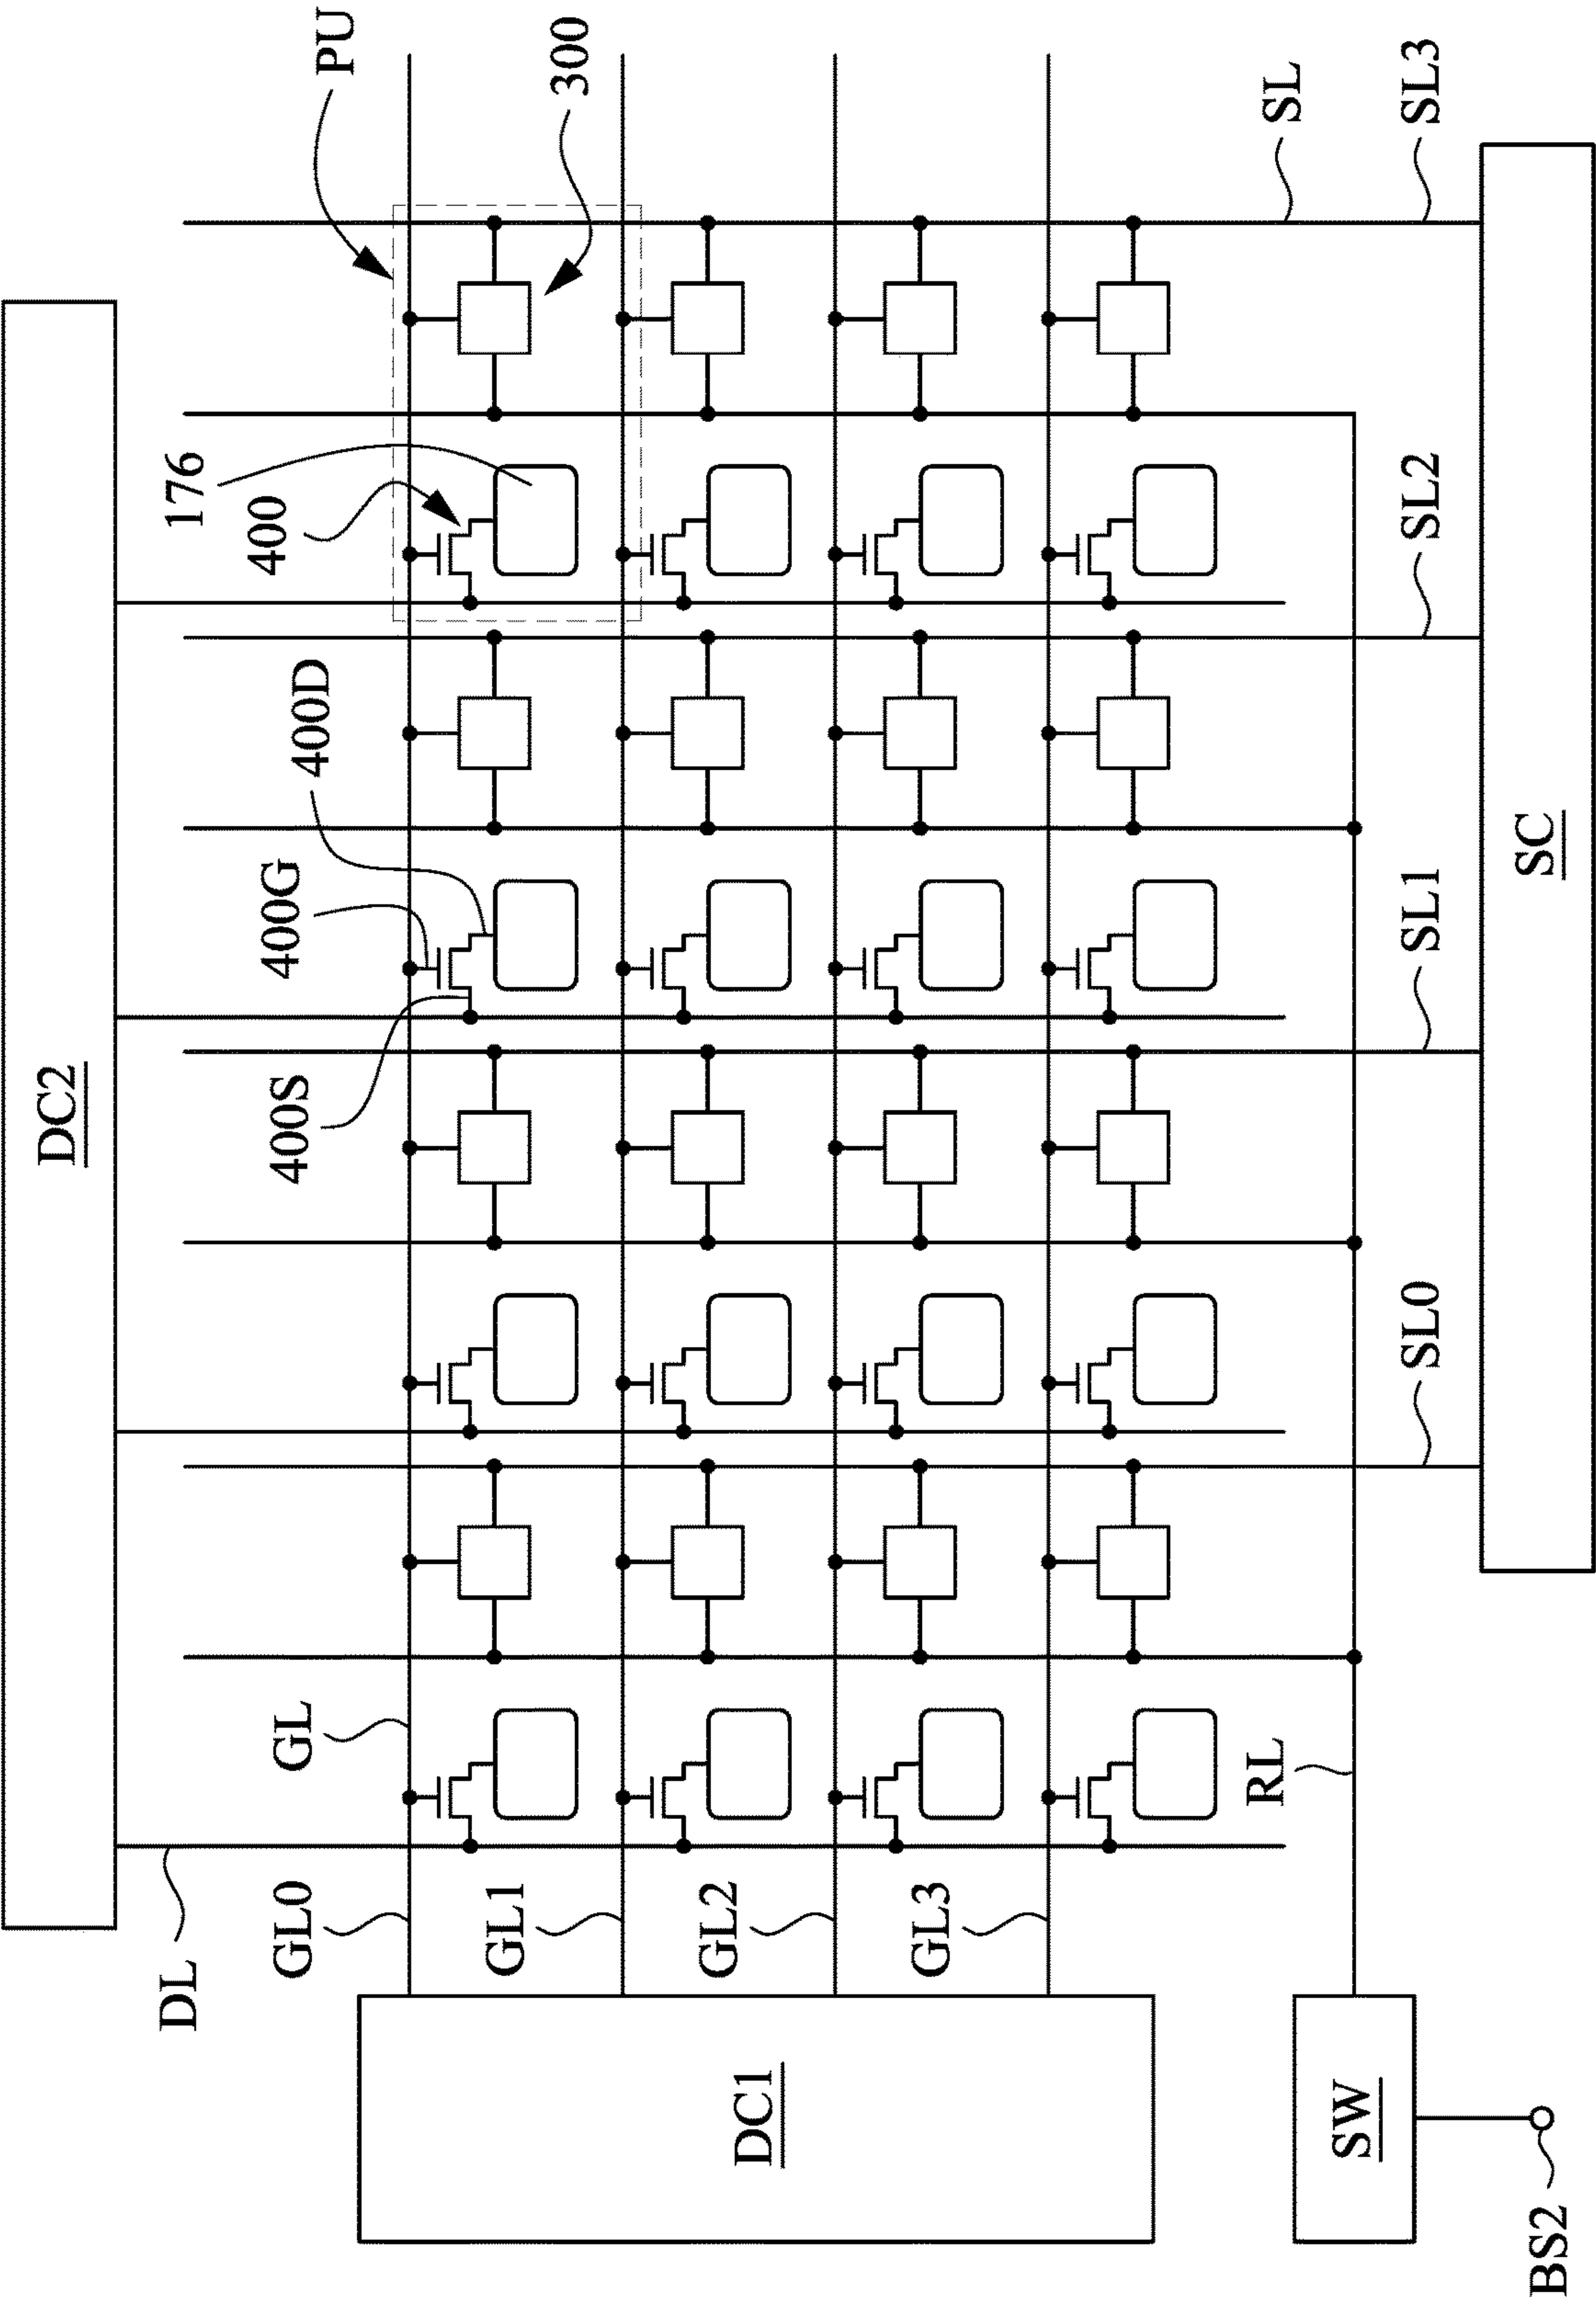 PU
300
SL
SL3
176
400
SL2
400D
400G
SC
SL1
DC2
400S
SL0
GL
RL
GL0
GL1
GL2
GL3
DL
DC1
SW
BS2